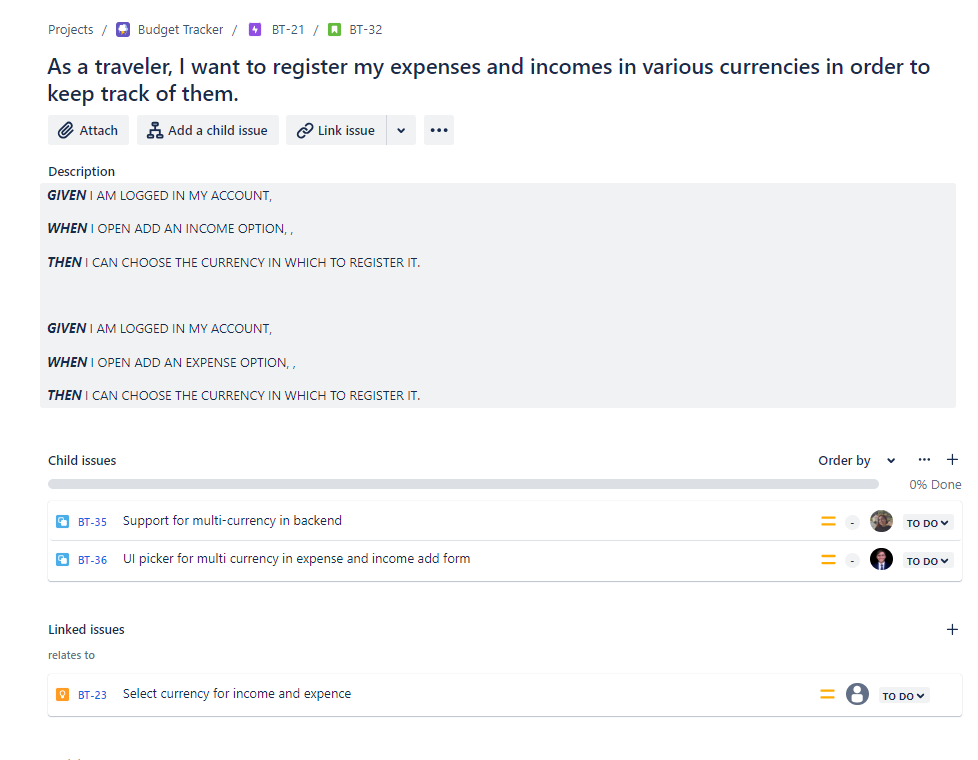 Projects / Budget Tracker / BT-21 / BT-32
As a traveler, I want to register my expenses and incomes in various currencies in order to
keep track of them.
Attach Add a child issue Link issue
Description
GIVEN I AM LOGGED IN MY ACCOUNT,
WHEN I OPEN ADD AN INCOME OPTION, ,
THEN I CAN CHOOSE THE CURRENCY IN WHICH TO REGISTER IT.
GIVEN I AM LOGGED IN MY ACCOUNT,
WHEN I OPEN ADD AN EXPENSE OPTION, ,
THEN I CAN CHOOSE THE CURRENCY IN WHICH TO REGISTER IT.
Child issues Order by
0% Done
BT-35 Support for multi-currency in backend - TO DO
BT-36 UI picker for multi currency in expense and income add form - TO DO
Linked issues
relates to
BT-23 Select currency for income and expence TO DO